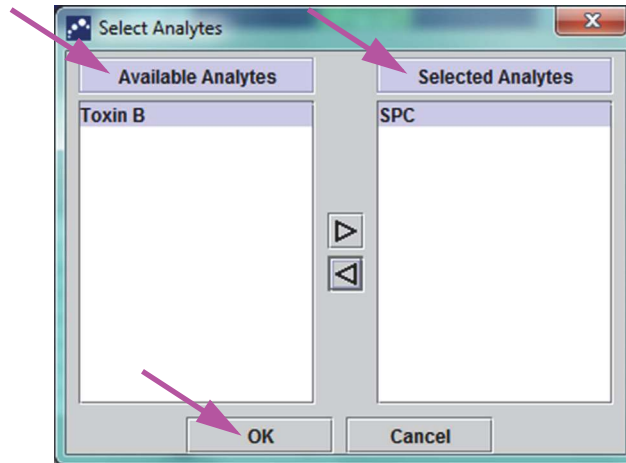 Select Analytes
Available Analytes
Selected Analytes
Toxin B
SPC
OK
Cancel